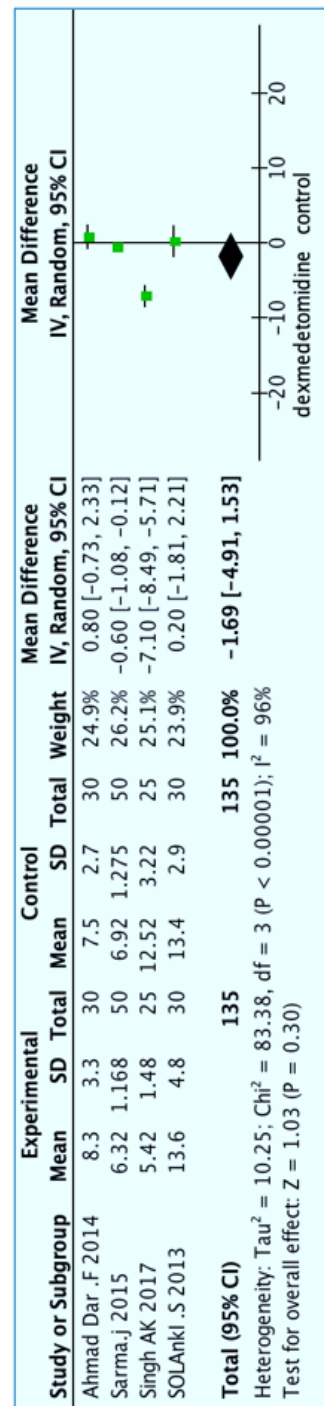 Experimental Control Mean Difference Mean Difference
Study or Subgroup Mean SD Total Mean SD Total Weight IV, Random, 95% CI IV, Random, 95% CI
Ahmad Dar .F 2014 8.3 3.3 30 7.5 2.7 30 24.9% 0.80 [−0.73, 2.33]
Sarma.j 2015 6.32 1.168 50 6.92 1.275 50 26.2% −0.60 [−1.08, −0.12]
Singh AK 2017 5.42 1.48 25 12.52 3.22 25 25.1% −7.10 [−8.49, −5.71]
SOLAnkI .S 2013 13.6 4.8 30 13.4 2.9 30 23.9% 0.20 [−1.81, 2.21]
Total (95% CI) 135 135 100.0% −1.69 [−4.91, 1.53]
Heterogeneity: Tau² = 10.25; Chi² = 83.38, df = 3 (P < 0.00001); I² = 96%
Test for overall effect: Z = 1.03 (P = 0.30)
−20 −10 0 10 20
dexmedetomidine control